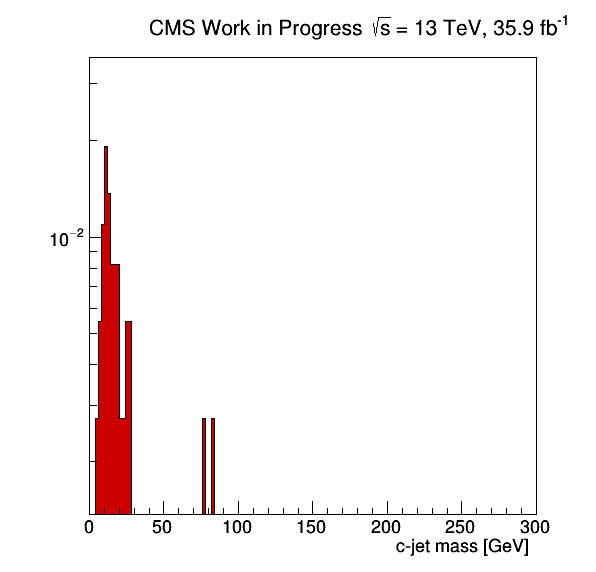 CMS Work in Progress √s = 13 TeV, 35.9 fb⁻¹
10⁻²
0 50 100 150 200 250 300
c-jet mass [GeV]